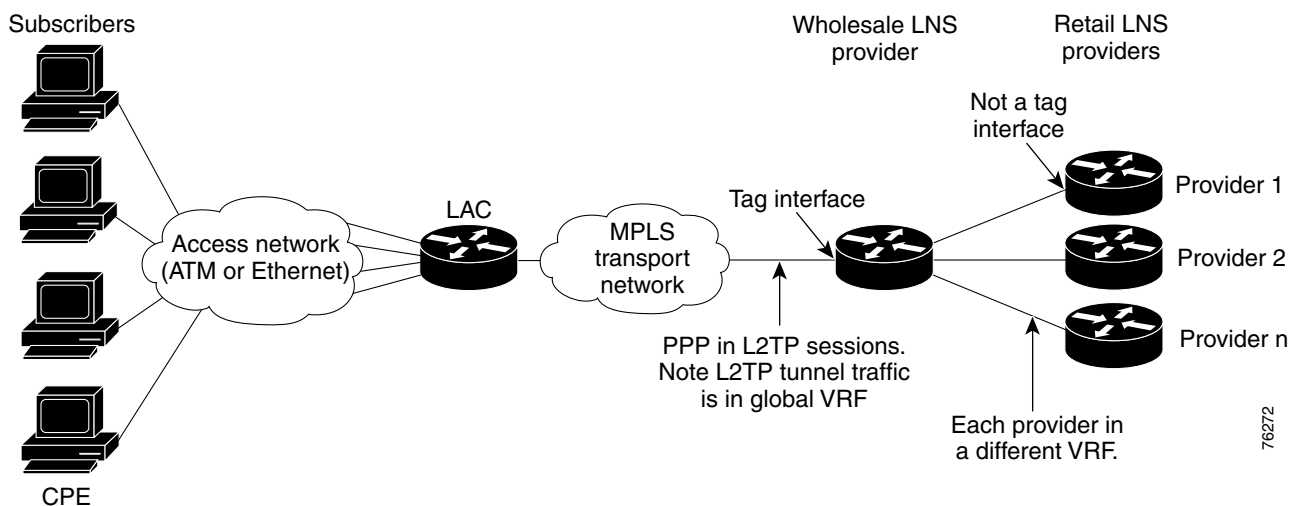 Subscribers
Wholesale LNS
provider
Retail LNS
providers
Not a tag
interface
Provider 1
LAC
Tag interface
MPLS
transport
network
Access network
(ATM or Ethernet)
Provider 2
Provider n
PPP in L2TP sessions.
Note L2TP tunnel traffic
is in global VRF
Each provider in
a different VRF.
76272
CPE